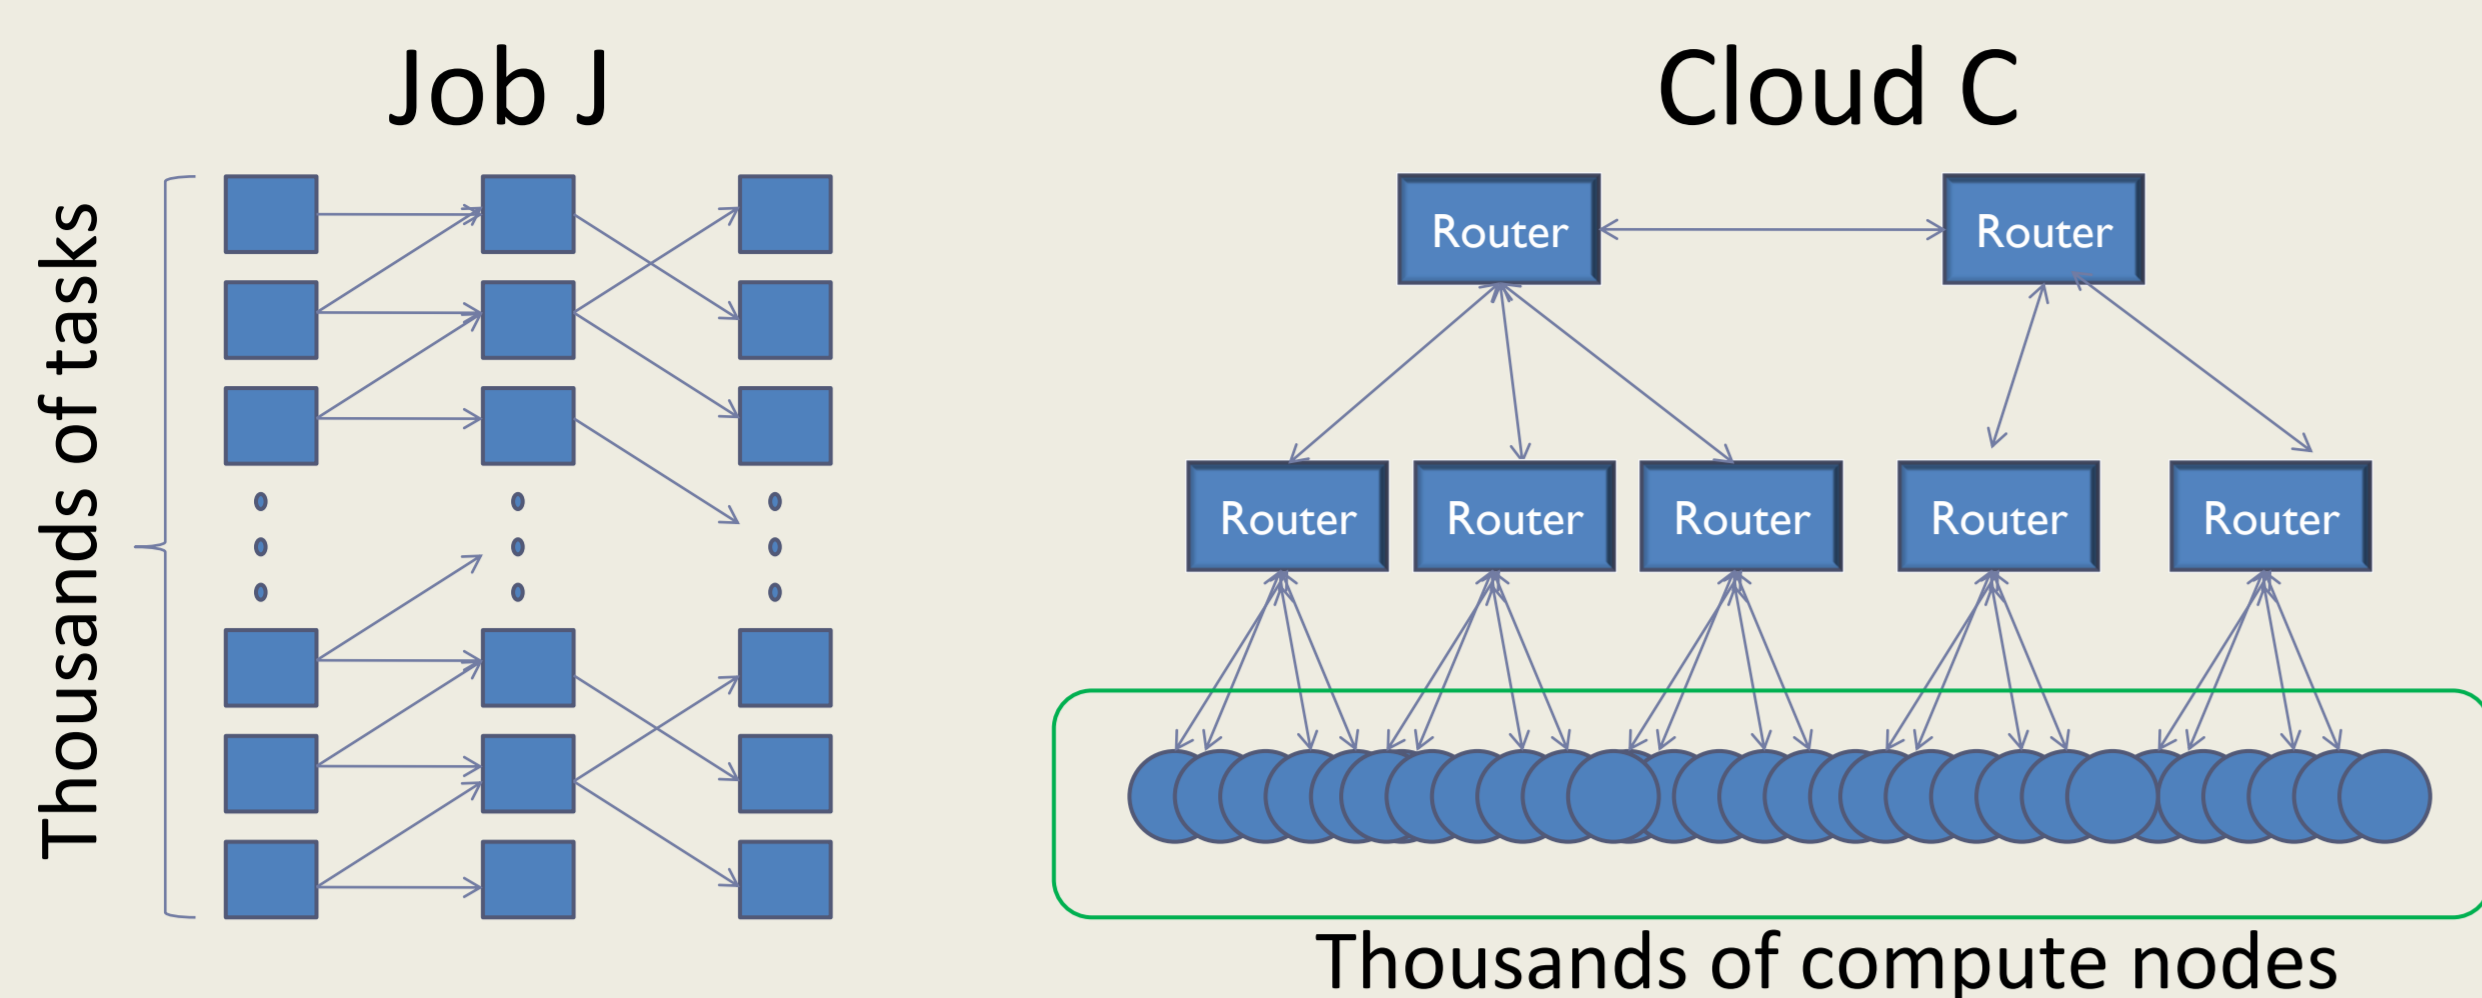 Job J
Cloud C
Thousands of tasks
Router
Router
Router
Router
Router
Router
Router
Thousands of compute nodes